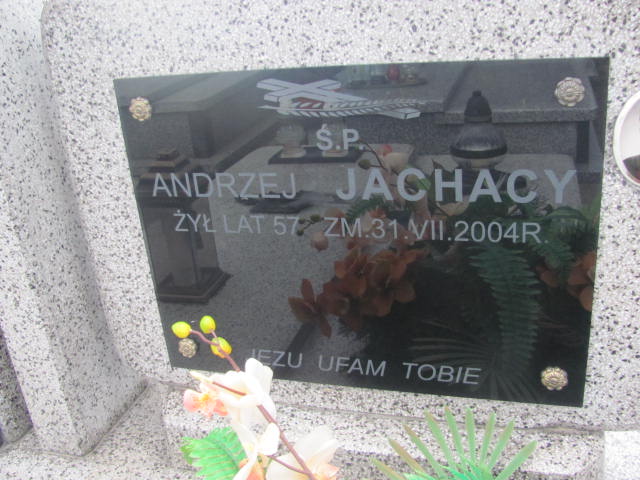 Ś.P.
ANDRZEJ JACHACY
ŻYŁ LAT 57 ZM.31.VII.2004R.
JEZU UFAM TOBIE